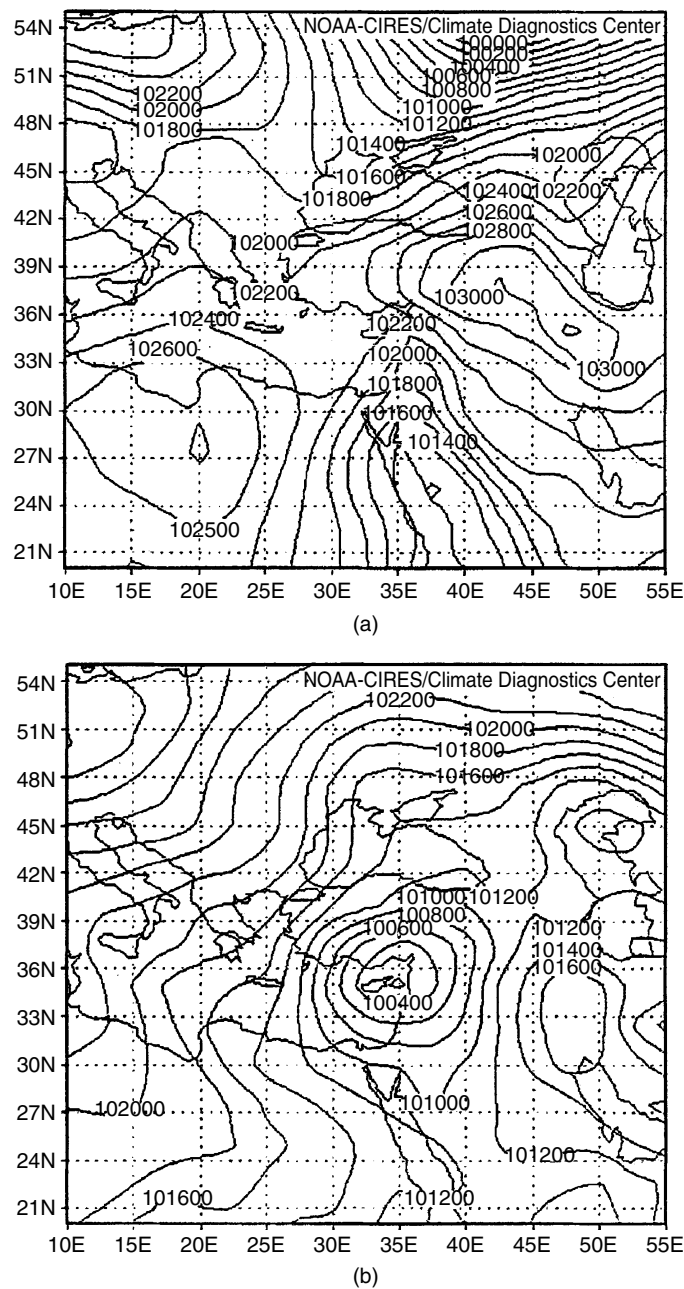 NOAA-CIRES/Climate Diagnostics Center
54N
100000
100200
100400
51N
100600
100800
102200
102000
101000
101800
101200
48N
101400
102000
45N
101600
102400 102200
101800
102600
42N
102800
102000
39N
102200
103000
36N
102400
102200
102600
102000
33N
103000
101800
30N
101600
101400
27N
24N
102500
21N
10E 15E 20E 25E 30E 35E 40E 45E 50E 55E
(a)
NOAA-CIRES/Climate Diagnostics Center
54N
102200
51N
102000
101800
48N
101600
45N
42N
101000 101200
39N
100800
100600
101200
101400
36N
101600
100400
33N
30N
27N
102000
101000
24N
101200
21N
101600
101200
10E 15E 20E 25E 30E 35E 40E 45E 50E 55E
(b)